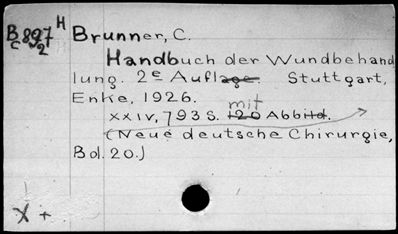 B 897 H
c 2
Brunner, C.
Handbuch der Wundbehand
lung. 2e Auflage Stuttgart,
Enke, 1926.
mit
xxiv, 793 S. 120 Abbild.
(Neue deutsche Chirurgie,
Bd. 20.)
X +